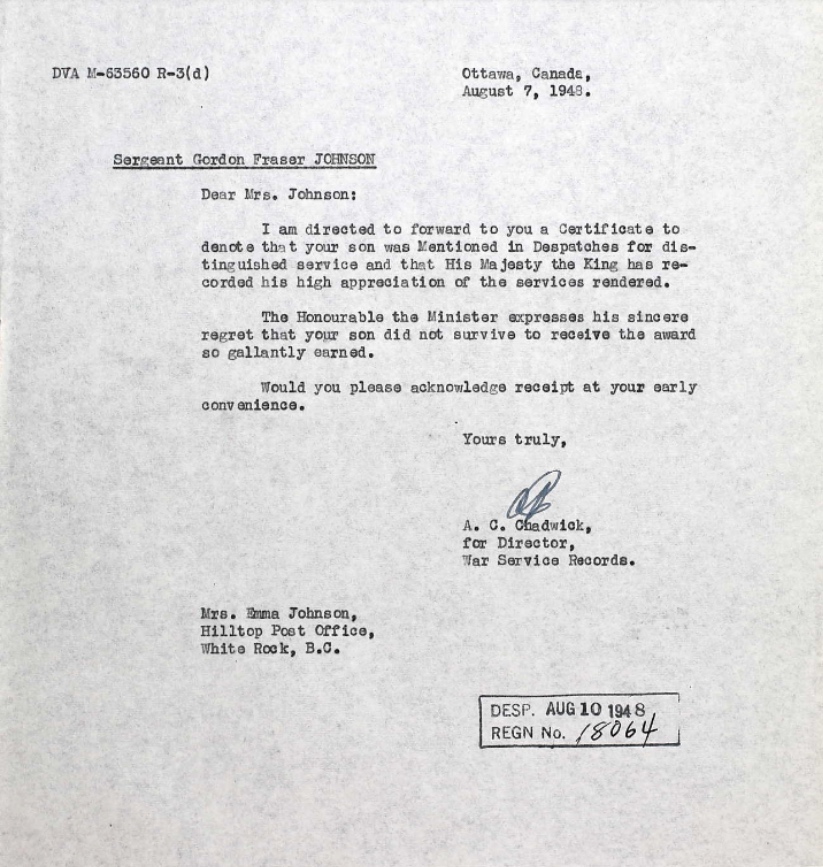 DVA M-63560 R-3(d)
Ottawa, Canada,
August 7, 1948.
Sergeant Gordon Fraser JOHNSON
Dear Mrs. Johnson:
I am directed to forward to you a Certificate to
denote that your son was Mentioned in Despatches for dis-
tinguished service and that His Majesty the King has re-
corded his high appreciation of the services rendered.
The Honourable the Minister expresses his sincere
regret that your son did not survive to receive the award
so gallantly earned.
Would you please acknowledge receipt at your early
convenience.
Yours truly,
A. C. Chadwick,
for Director,
War Service Records.
Mrs. Emma Johnson,
Hilltop Post Office,
White Rock, B.C.
DESP. AUG 10 1948
REGN No. 18064